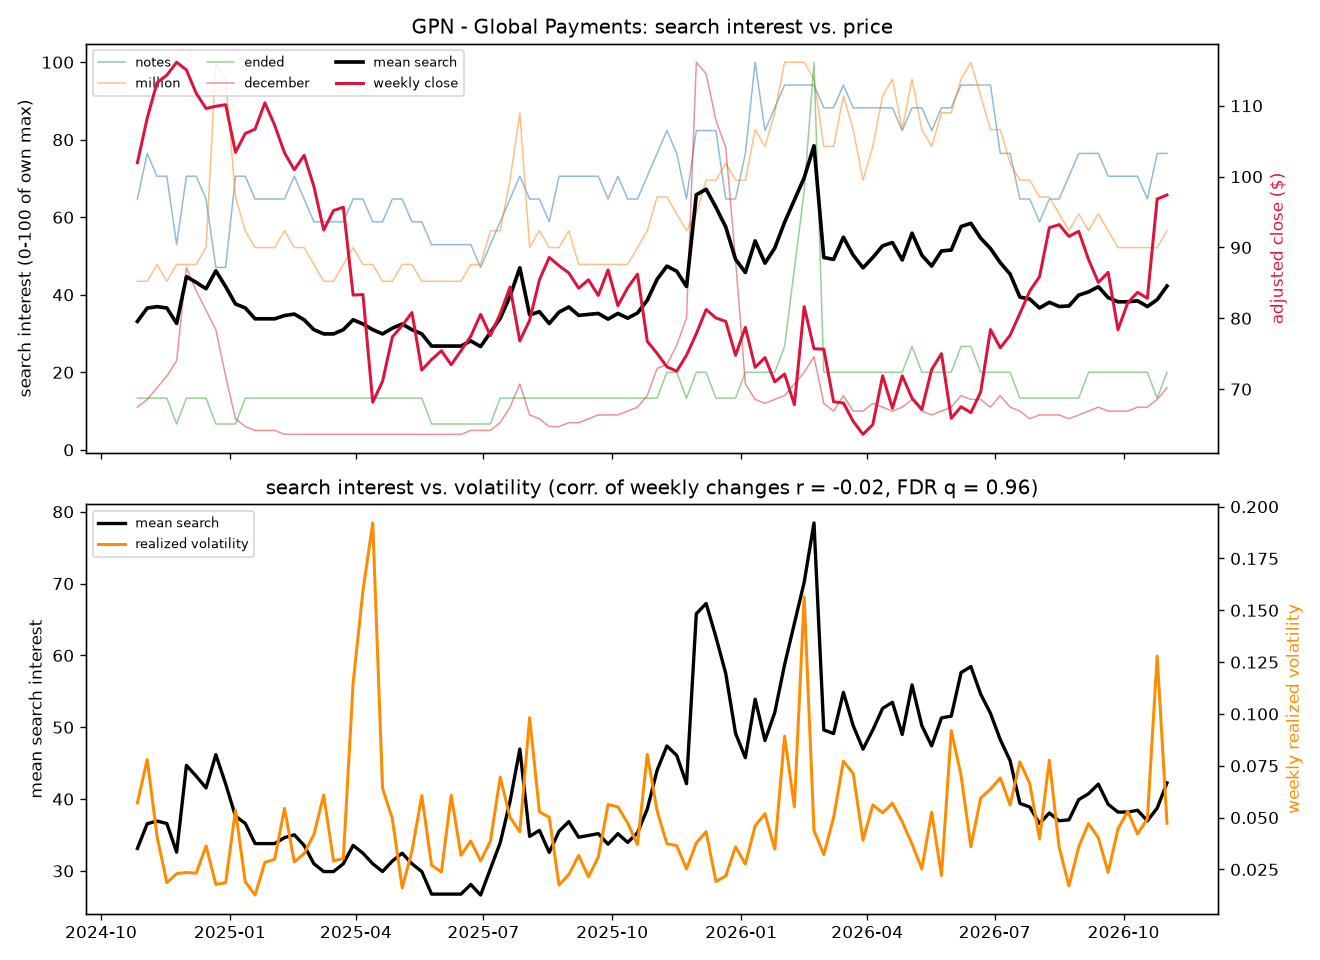 GPN - Global Payments: search interest vs. price
notes
million
ended
december
mean search
weekly close
100
80
60
40
20
0
search interest (0-100 of own max)
110
100
90
80
70
adjusted close ($)
search interest vs. volatility (corr. of weekly changes r = -0.02, FDR q = 0.96)
mean search
realized volatility
80
70
60
50
40
30
mean search interest
0.200
0.175
0.150
0.125
0.100
0.075
0.050
0.025
weekly realized volatility
2024-10
2025-01
2025-04
2025-07
2025-10
2026-01
2026-04
2026-07
2026-10